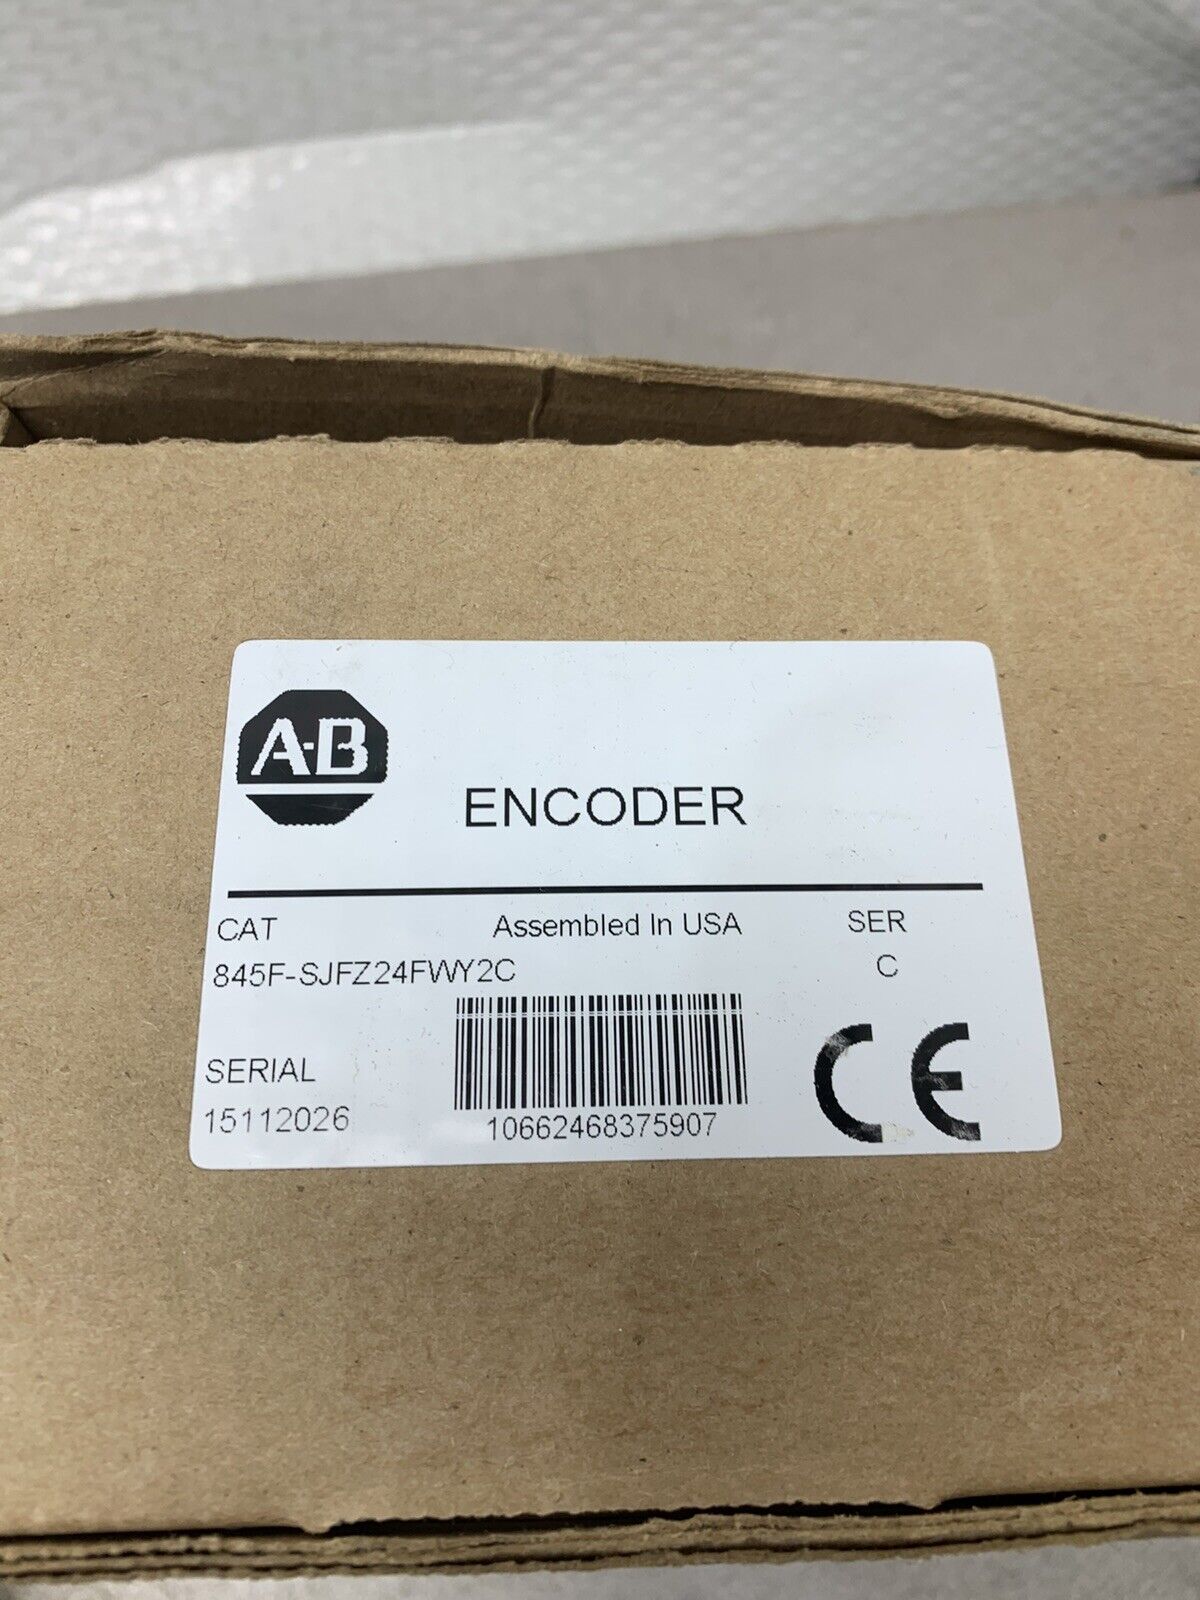 A-B
ENCODER
CAT Assembled In USA SER
845F-SJFZ24FWY2C C
SERIAL
15112026 10662468375907
CE